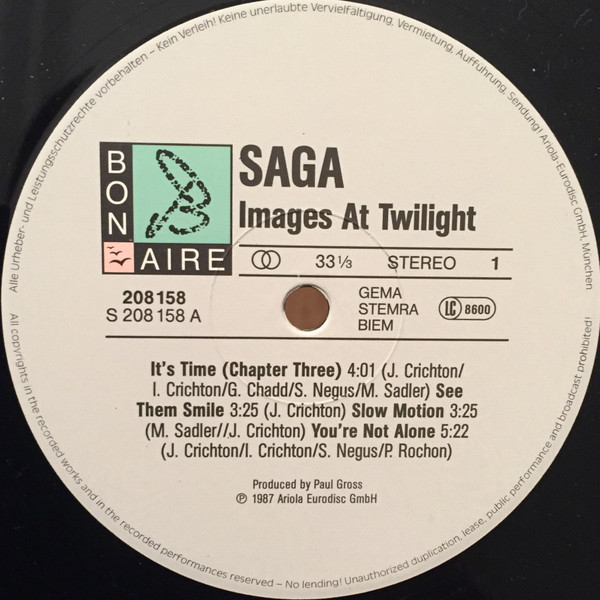 Alle Urheber- und Leistungsschutzrechte vorbehalten – Kein Verleih! Keine unerlaubte Vervielfältigung, Vermietung, Aufführung, Sendung! Ariola-Eurodisc GmbH, München
BON
AIRE
SAGA
Images At Twilight
33 1/3 STEREO 1
208158
S 208 158 A
GEMA
STEMRA
BIEM
LC 8600
It's Time (Chapter Three) 4:01 (J. Crichton/
I. Crichton/G. Chadd/S. Negus/M. Sadler) See
Them Smile 3:25 (J. Crichton) Slow Motion 3:25
(M. Sadler//J. Crichton) You're Not Alone 5:22
(J. Crichton/I. Crichton/S. Negus/P. Rochon)
Produced by Paul Gross
℗ 1987 Ariola Eurodisc GmbH
All copyrights in the recorded works and in the recorded performances reserved – No lending! Unauthorized duplication, lease, public performance and broadcast prohibited!